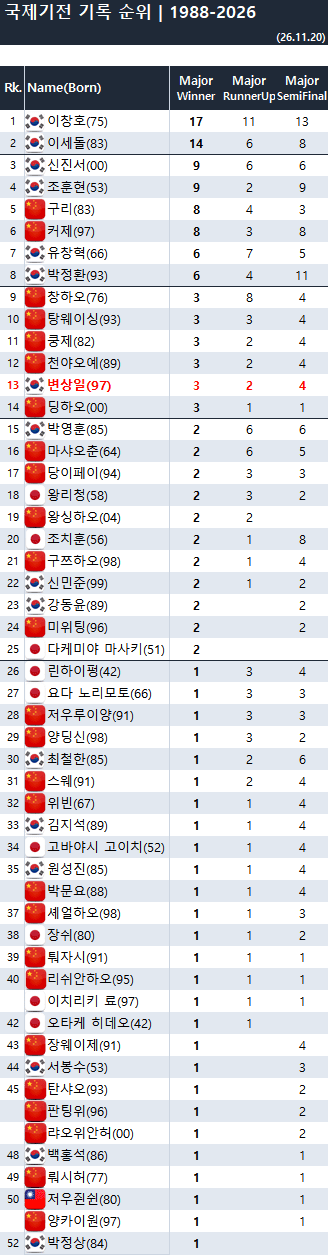 국제기전 기록 순위 | 1988-2026
(26.11.20)
Rk. Name(Born) Major Winner Major RunnerUp Major SemiFinal
1 이창호(75) 17 11 13
2 이세돌(83) 14 6 8
3 신진서(00) 9 6 6
4 조훈현(53) 9 2 9
5 구리(83) 8 4 3
6 커제(97) 8 3 8
7 유창혁(66) 6 7 5
8 박정환(93) 6 4 11
9 창하오(76) 3 8 4
10 탕웨이싱(93) 3 3 4
11 쿵제(82) 3 2 4
12 천야오예(89) 3 2 4
13 변상일(97) 3 2 4
14 딩하오(00) 3 1 1
15 박영훈(85) 2 6 6
16 마샤오춘(64) 2 6 5
17 당이페이(94) 2 3 3
18 왕리청(58) 2 3 2
19 왕싱하오(04) 2 2
20 조치훈(56) 2 1 8
21 구쯔하오(98) 2 1 4
22 신민준(99) 2 1 2
23 강동윤(89) 2 2
24 미위팅(96) 2 2
25 다케미야 마사키(51) 2
26 린하이펑(42) 1 3 4
27 요다 노리모토(66) 1 3 3
28 저우루이양(91) 1 3 3
29 양딩신(98) 1 3 2
30 최철한(85) 1 2 6
31 스웨(91) 1 2 4
32 위빈(67) 1 1 4
33 김지석(89) 1 1 4
34 고바야시 고이치(52) 1 1 4
35 원성진(85) 1 1 4
박문요(88) 1 1 4
37 셰얼하오(98) 1 1 3
38 장쉬(80) 1 1 2
39 퉈자시(91) 1 1 1
40 리쉬안하오(95) 1 1 1
이치리키 료(97) 1 1 1
42 오타케 히데오(42) 1 1
43 장웨이제(91) 1 4
44 서봉수(53) 1 3
45 탄샤오(93) 1 2
판팅위(96) 1 2
랴오위안허(00) 1 2
48 백홍석(86) 1 1
49 뤄시허(77) 1 1
50 저우쥔쉰(80) 1 1
양카이원(97) 1 1
52 박정상(84) 1